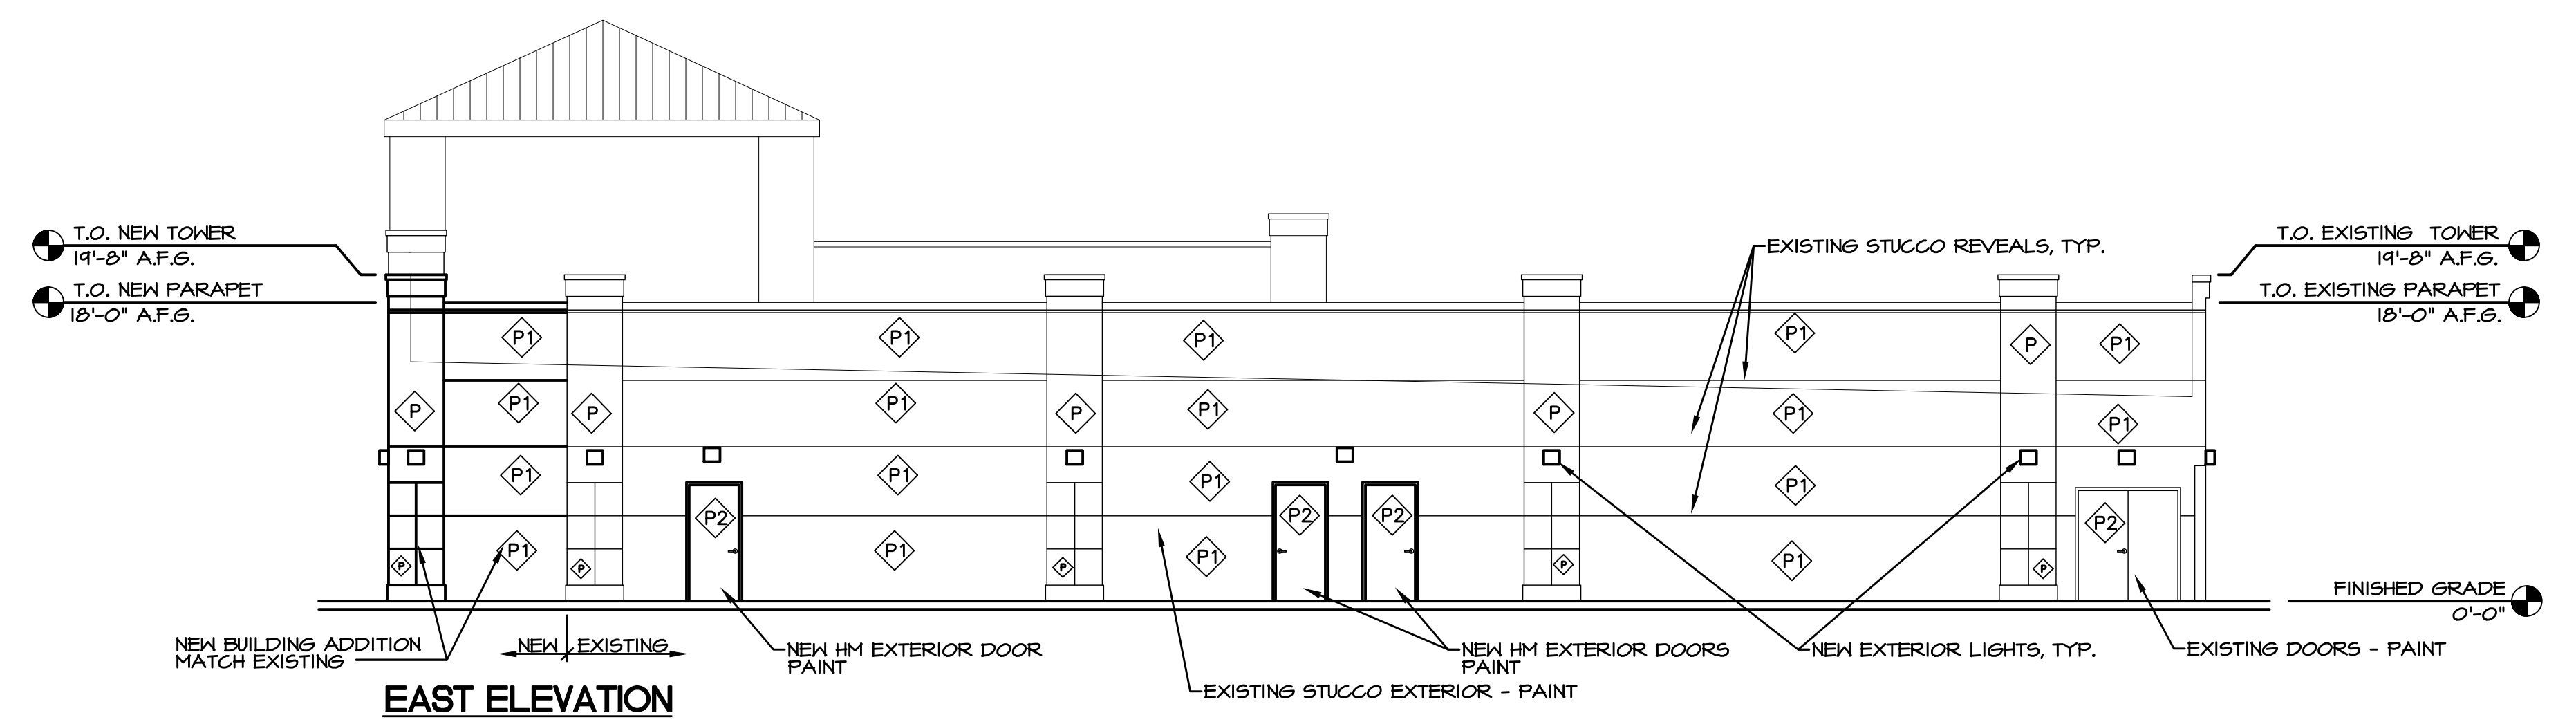 T.O. NEW TOWER
19'-8" A.F.G.
T.O. NEW PARAPET
18'-0" A.F.G.
EXISTING STUCCO REVEALS, TYP.
T.O. EXISTING TOWER
19'-8" A.F.G.
T.O. EXISTING PARAPET
18'-0" A.F.G.
P1
P1
P1
P1
P
P1
P
P1
P
P1
P
P1
P
P1
P
P1
P1
P1
P1
P1
P1
P2
P2
P2
P2
P1
P1
P1
P1
P
P
P
P
P
FINISHED GRADE
0'-0"
NEW BUILDING ADDITION
MATCH EXISTING
NEW EXISTING
NEW HM EXTERIOR DOOR
PAINT
EXISTING STUCCO EXTERIOR - PAINT
NEW HM EXTERIOR DOORS
PAINT
NEW EXTERIOR LIGHTS, TYP.
EXISTING DOORS - PAINT
EAST ELEVATION